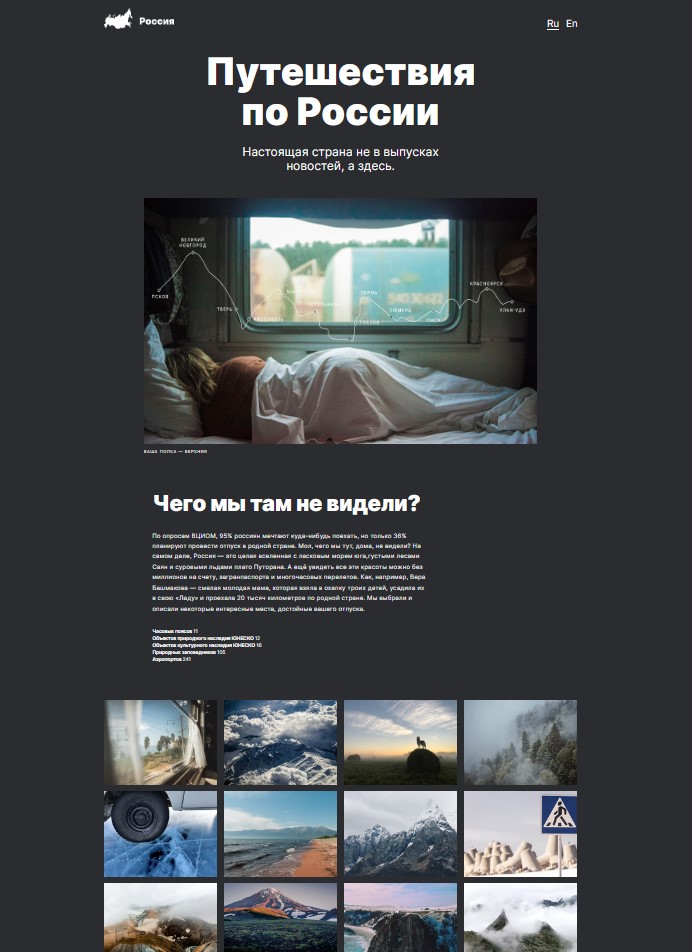 Россия
Ru En
Путешествия
по России
Настоящая страна не в выпусках
новостей, а здесь.
ВЕЛИКИЙ
НОВГОРОД
ПСКОВ
ТВЕРЬ
ПЕРМЬ
КРАСНОЯРСК
УЛАН-УДЭ
ВАША ПОЛКА — ВЕРХНЯЯ
Чего мы там не видели?
По опросам ВЦИОМ, 95% россиян мечтают куда-нибудь поехать, но только 36%
планируют провести отпуск в родной стране. Мол, чего мы тут, дома, не видели? На
самом деле, Россия — это целая вселенная с ласковым морем юга,густыми лесами
Саян и суровыми льдами плато Путорана. А ещё увидеть все эти красоты можно без
миллионов на счету, загранпаспорта и многочасовых перелетов. Как, например, Вера
Башмакова — смелая молодая мама, которая взяла в охапку троих детей, усадила их
в свою «Ладу» и проехала 20 тысяч километров по родной стране. Мы выбрали и
описали некоторые интересные места, достойные вашего отпуска.
Часовых поясов 11
Объектов природного наследия ЮНЕСКО 12
Объектов культурного наследия ЮНЕСКО 16
Природных заповедников 105
Аэропортов 241